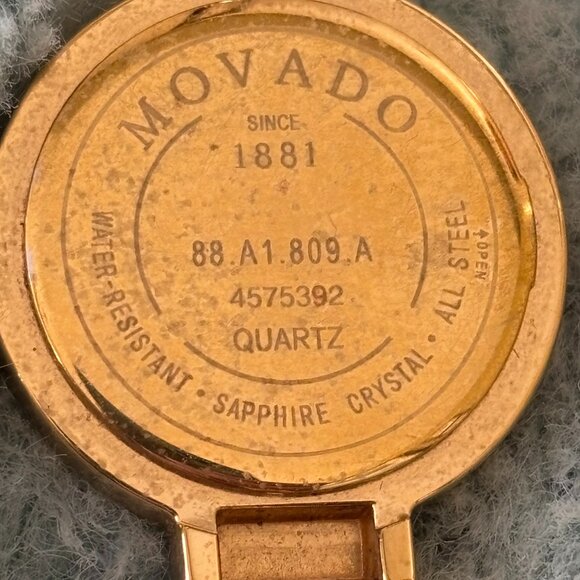 MOVADO
SINCE
1881
88.A1.809.A
4575392
QUARTZ
WATER-RESISTANT • SAPPHIRE CRYSTAL • ALL STEEL
OPEN